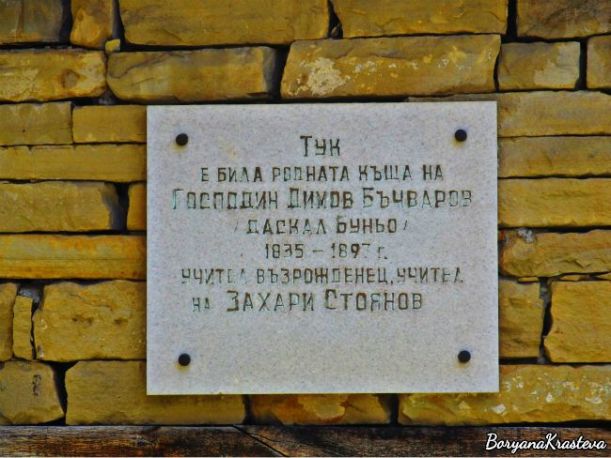 Тук
е била родната къща на
Господин Димов Бъчваров
/Даскал Буньо/
1835 – 1897 г.
учител възрожденец, учител
на Захари Стоянов
BoryanaKrasteva